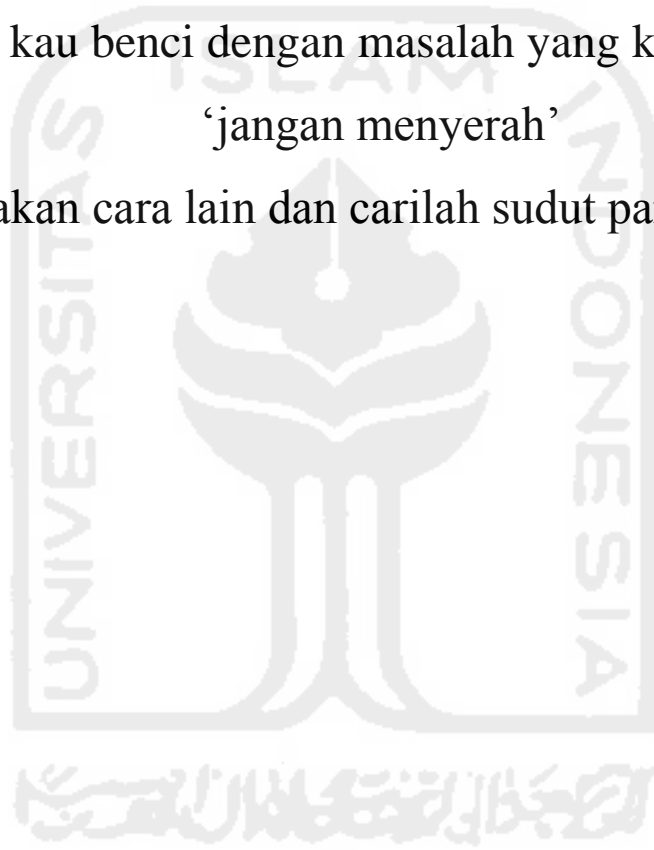 kau benci dengan masalah yang k
‘jangan menyerah’
akan cara lain dan carilah sudut pa
ISLAM
UNIVERSITAS
INDONESIA